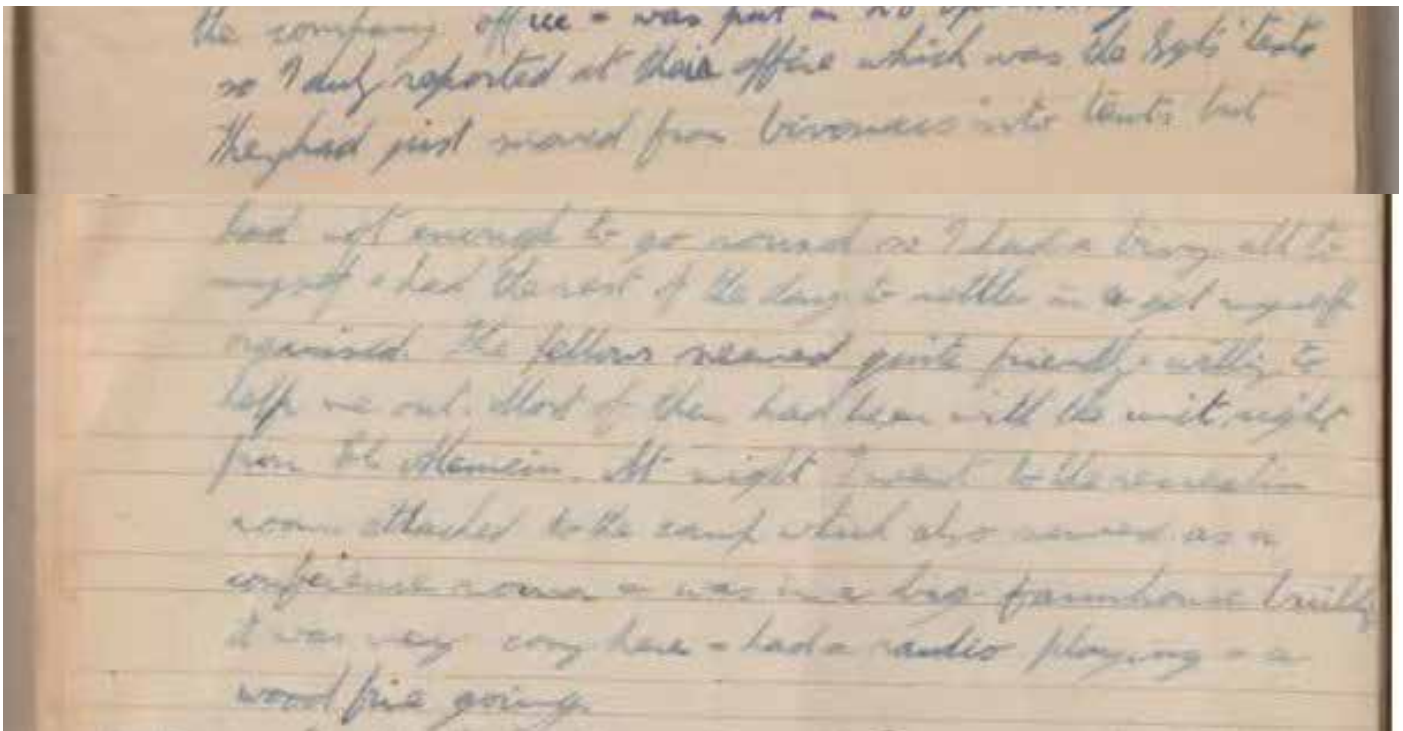 the company office & was put in no
so I duly reported at their office which was the Sgts' tents
they had just moved from bivouacs into tents but
had not enough to go round so I had a bivvy all to
myself & had the rest of the day to settle in & get myself
organised. The fellows seemed quite friendly & willing to
help me out. Most of them had been with the unit right
from El Alamein. At night I went to the recreation
room attached to the camp which also served as a
conference room & was in a big farmhouse building
it was very cosy here & had a radio playing & a
wood fire going.